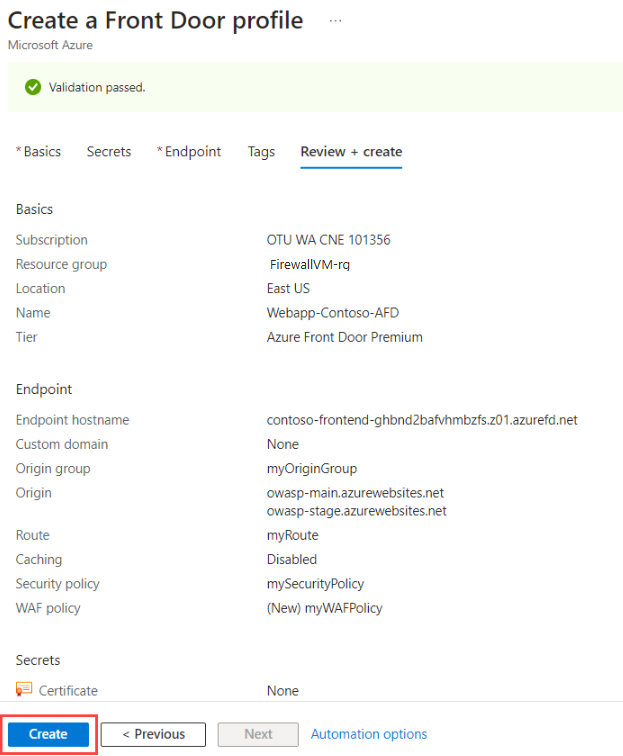 Create a Front Door profile ...
Microsoft Azure
Validation passed.
* Basics Secrets * Endpoint Tags Review + create
Basics
Subscription OTU WA CNE 101356
Resource group FirewallVM-rg
Location East US
Name Webapp-Contoso-AFD
Tier Azure Front Door Premium
Endpoint
Endpoint hostname contoso-frontend-ghbnd2bafvhmbzfs.z01.azurefd.net
Custom domain None
Origin group myOriginGroup
Origin owasp-main.azurewebsites.net
owasp-stage.azurewebsites.net
Route myRoute
Caching Disabled
Security policy mySecurityPolicy
WAF policy (New) myWAFPolicy
Secrets
Certificate None
Create < Previous Next Automation options